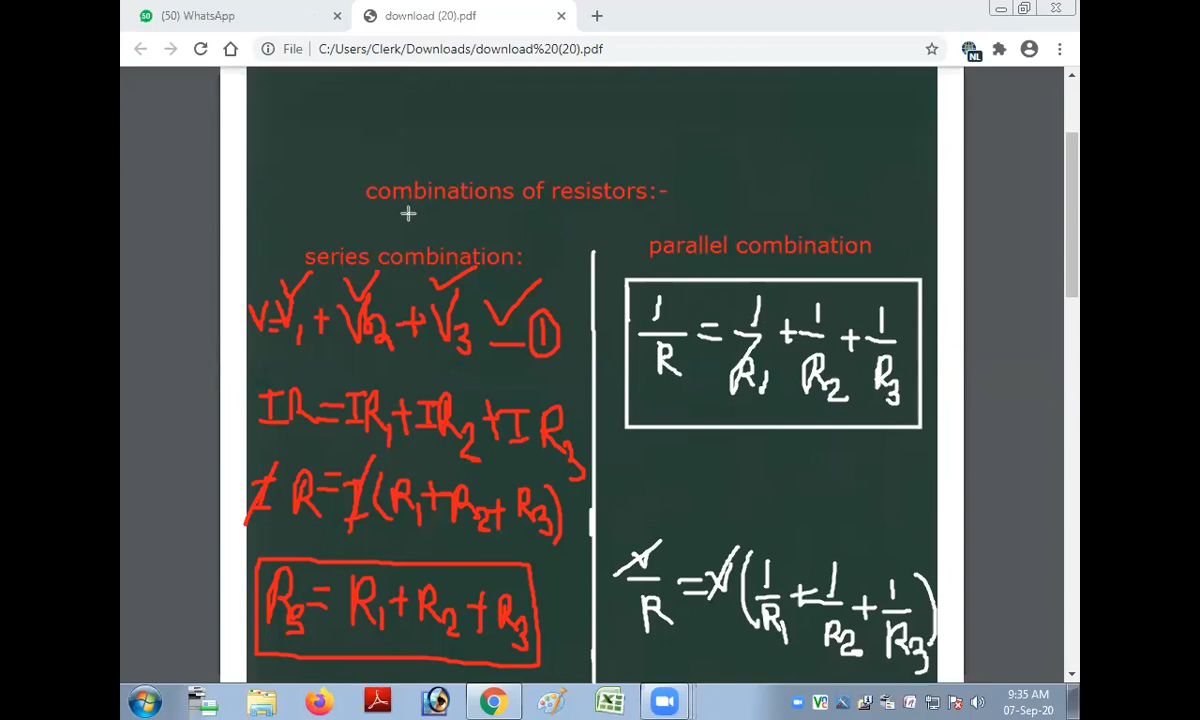 (50) WhatsApp
download (20).pdf
File C:/Users/Clerk/Downloads/download%20(20).pdf
NL
combinations of resistors:-
series combination:
V=V₁+V₂+V₃ —①
IR=IR₁+IR₂+IR₃
I R=I(R₁+R₂+R₃)
Rs=R₁+R₂+R₃
parallel combination
1/R=1/R₁+1/R₂+1/R₃
V/R=V(1/R₁+1/R₂+1/R₃)
9:35 AM
07-Sep-20